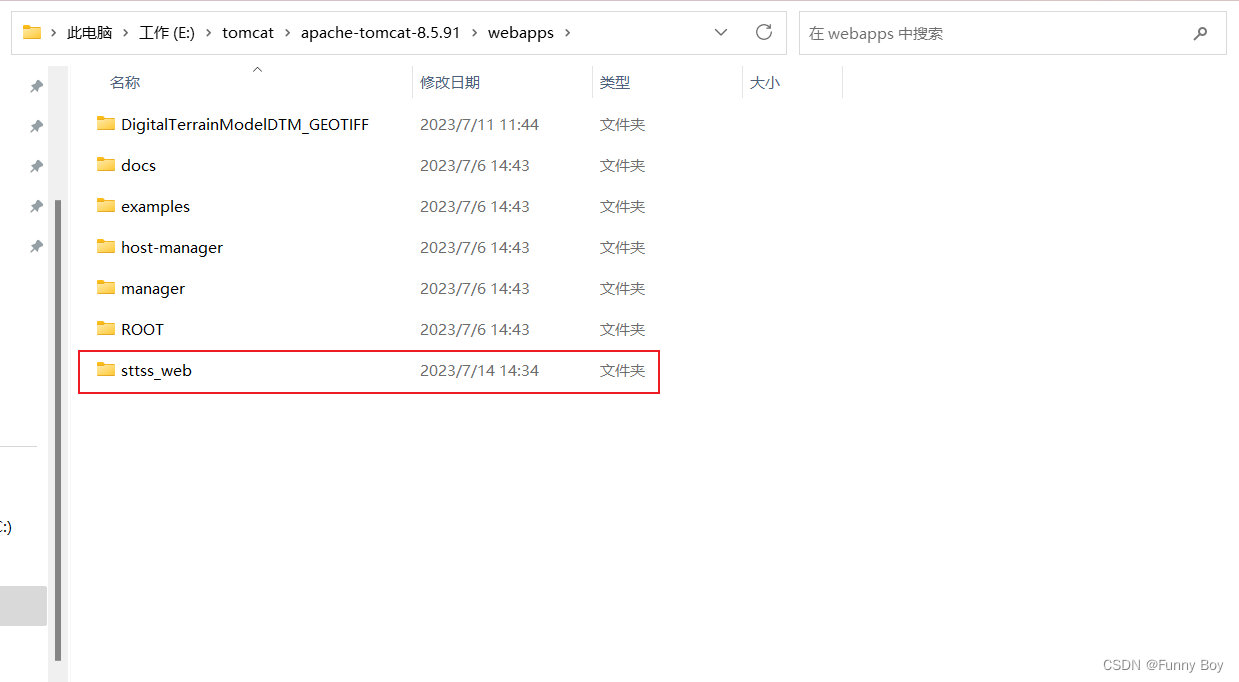 此电脑 › 工作 (E:) › tomcat › apache-tomcat-8.5.91 › webapps ›
在 webapps 中搜索
名称 修改日期 类型 大小
DigitalTerrainModelDTM_GEOTIFF 2023/7/11 11:44 文件夹
docs 2023/7/6 14:43 文件夹
examples 2023/7/6 14:43 文件夹
host-manager 2023/7/6 14:43 文件夹
manager 2023/7/6 14:43 文件夹
ROOT 2023/7/6 14:43 文件夹
sttss_web 2023/7/14 14:34 文件夹
:)
CSDN @Funny Boy